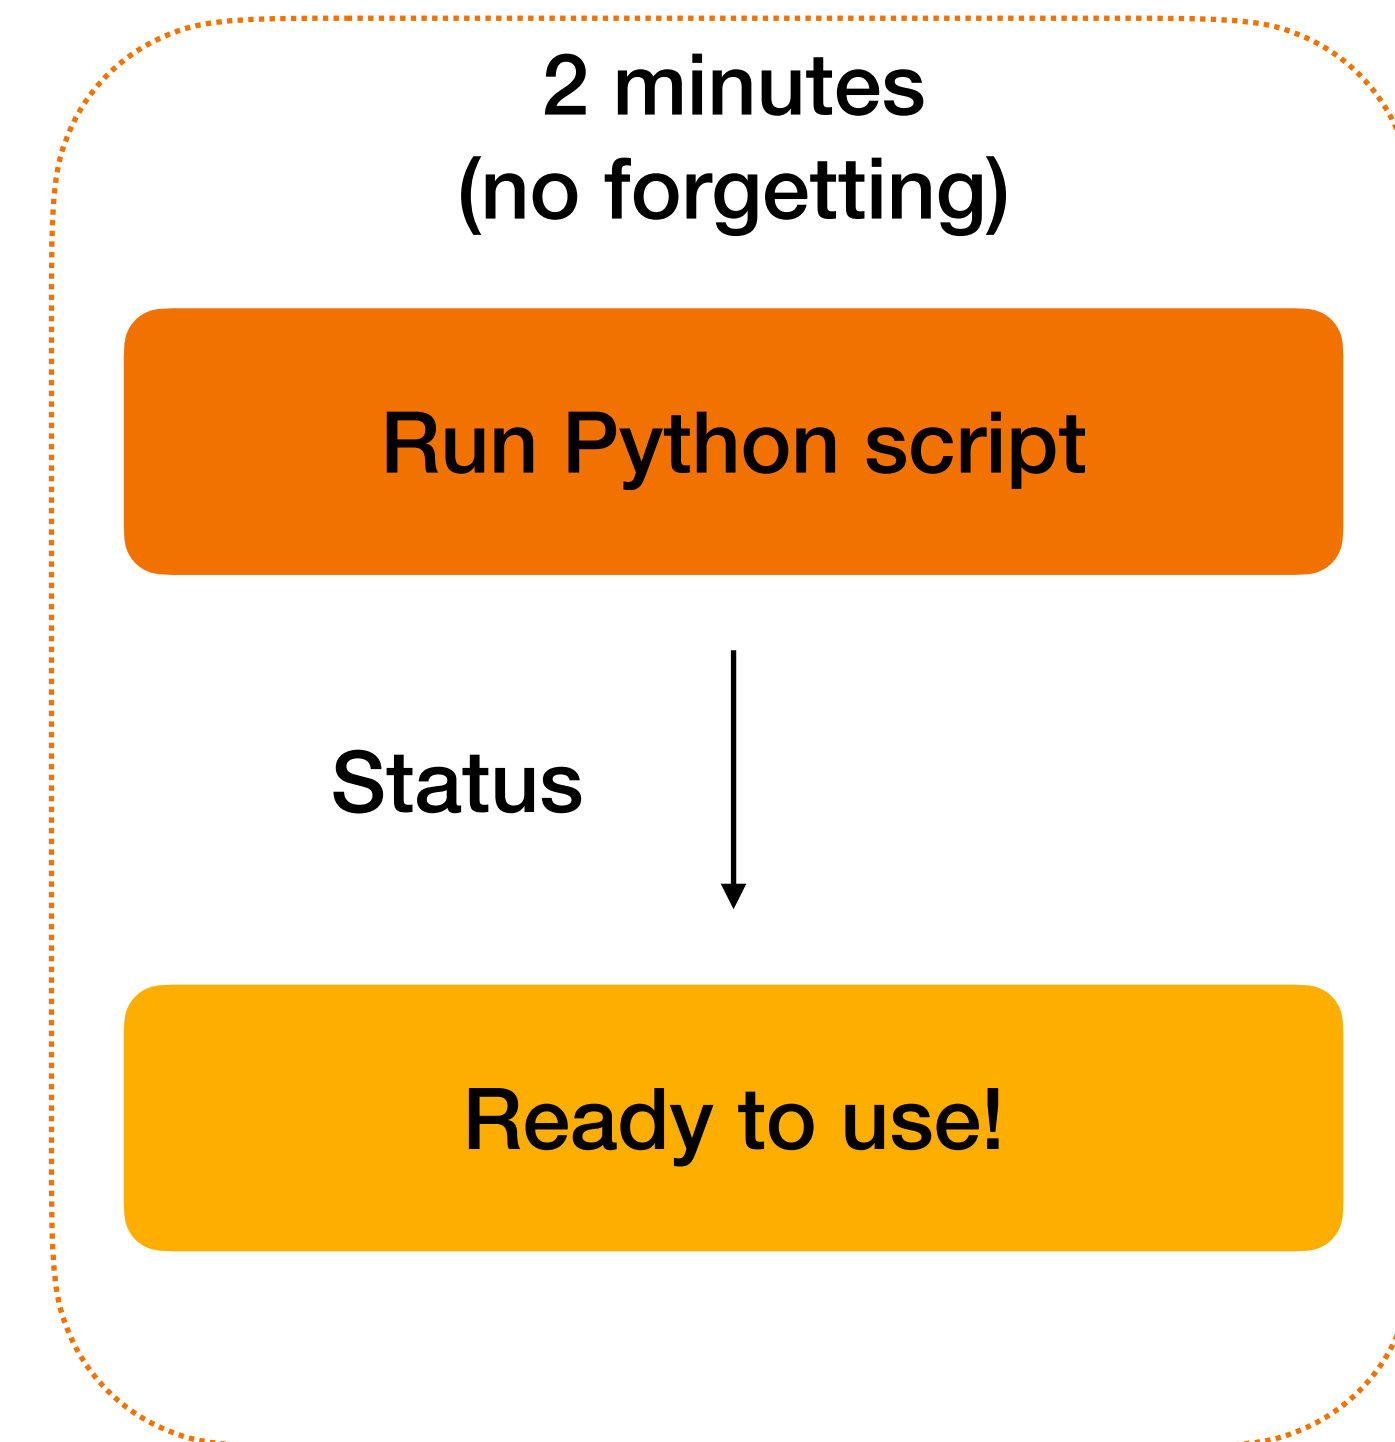 2 minutes
(no forgetting)
Run Python script
Status
Ready to use!